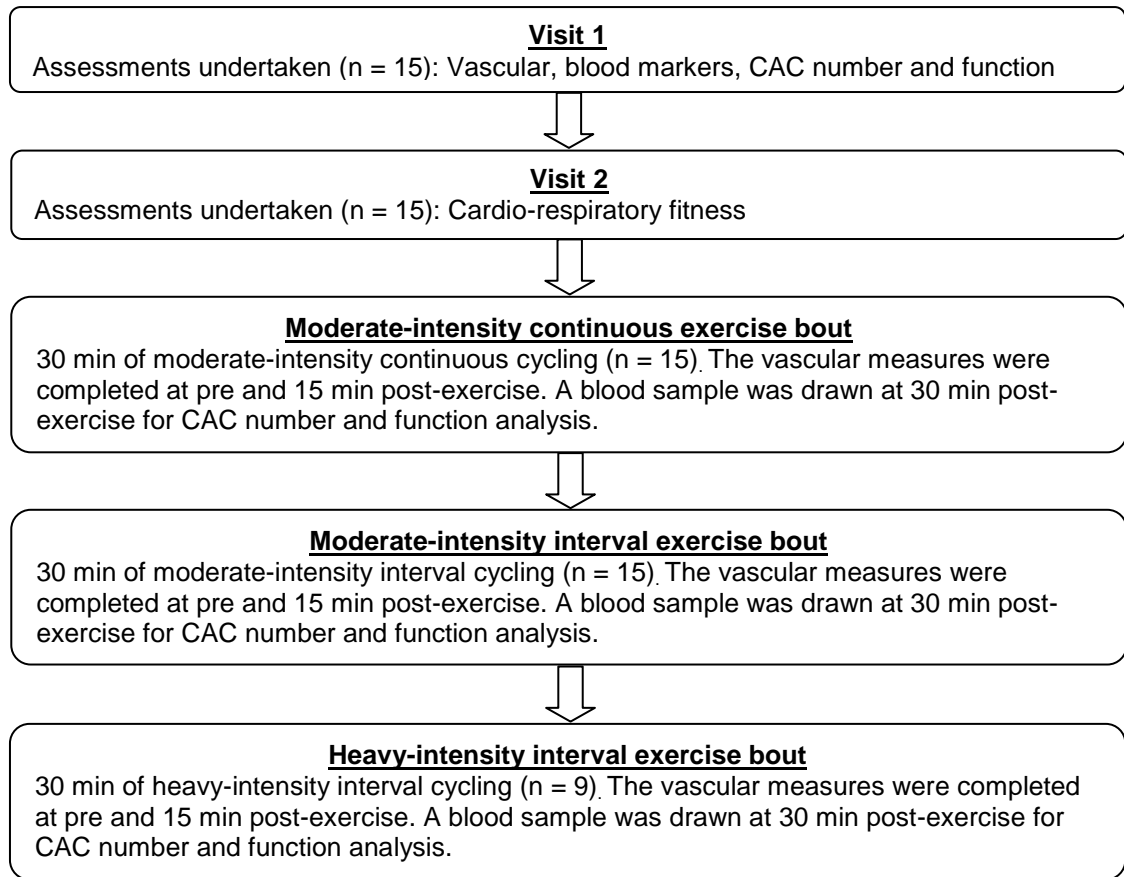 Visit 1
Assessments undertaken (n = 15): Vascular, blood markers, CAC number and function
Visit 2
Assessments undertaken (n = 15): Cardio-respiratory fitness
Moderate-intensity continuous exercise bout
30 min of moderate-intensity continuous cycling (n = 15). The vascular measures were
completed at pre and 15 min post-exercise. A blood sample was drawn at 30 min post-
exercise for CAC number and function analysis.
Moderate-intensity interval exercise bout
30 min of moderate-intensity interval cycling (n = 15). The vascular measures were
completed at pre and 15 min post-exercise. A blood sample was drawn at 30 min post-
exercise for CAC number and function analysis.
Heavy-intensity interval exercise bout
30 min of heavy-intensity interval cycling (n = 9). The vascular measures were completed
at pre and 15 min post-exercise. A blood sample was drawn at 30 min post-exercise for
CAC number and function analysis.